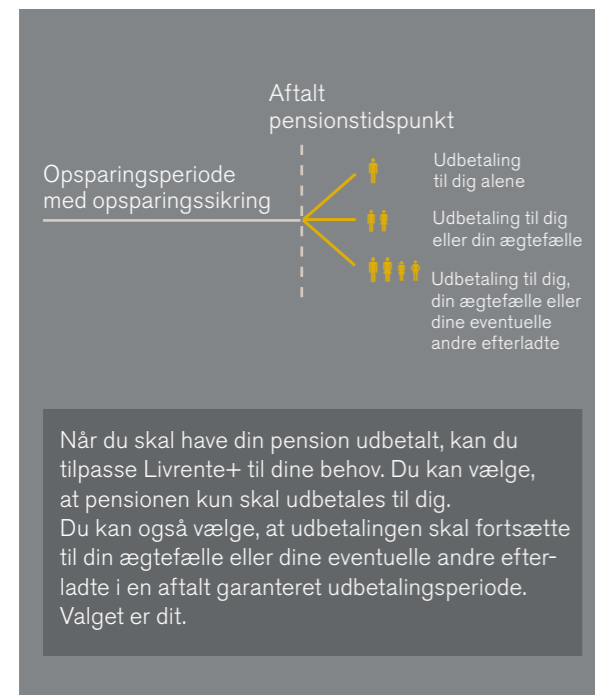 Aftalt
pensionstidspunkt
Opsparingsperiode
med opsparingssikring
Udbetaling
til dig alene
Udbetaling til dig
eller din ægtefælle
Udbetaling til dig,
din ægtefælle eller
dine eventuelle
andre efterladte
Når du skal have din pension udbetalt, kan du
tilpasse Livrente+ til dine behov. Du kan vælge,
at pensionen kun skal udbetales til dig.
Du kan også vælge, at udbetalingen skal fortsætte
til din ægtefælle eller dine eventuelle andre efter-
ladte i en aftalt garanteret udbetalingsperiode.
Valget er dit.